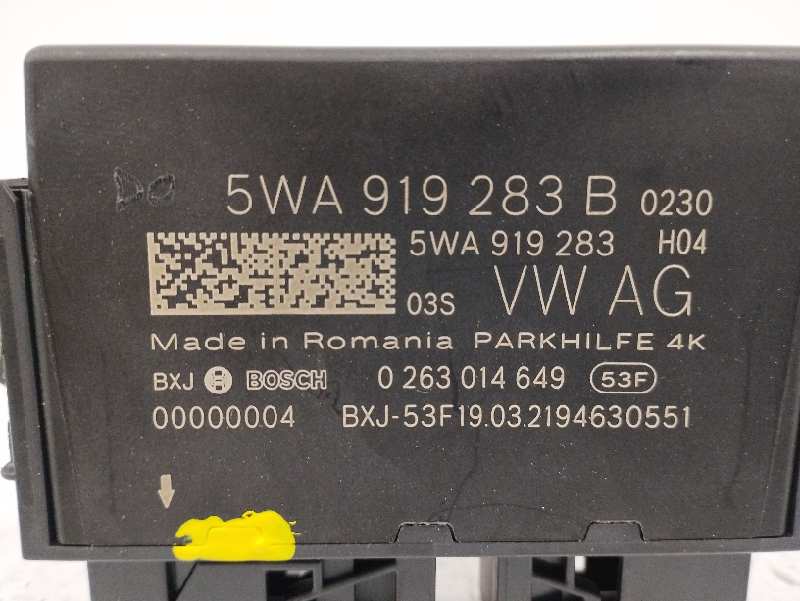 DO
5WA 919 283 B 0230
5WA 919 283 H04
03S VW AG
Made in Romania PARKHILFE 4K
BXJ BOSCH 0 263 014 649 53F
00000004 BXJ-53F19.03.2194630551